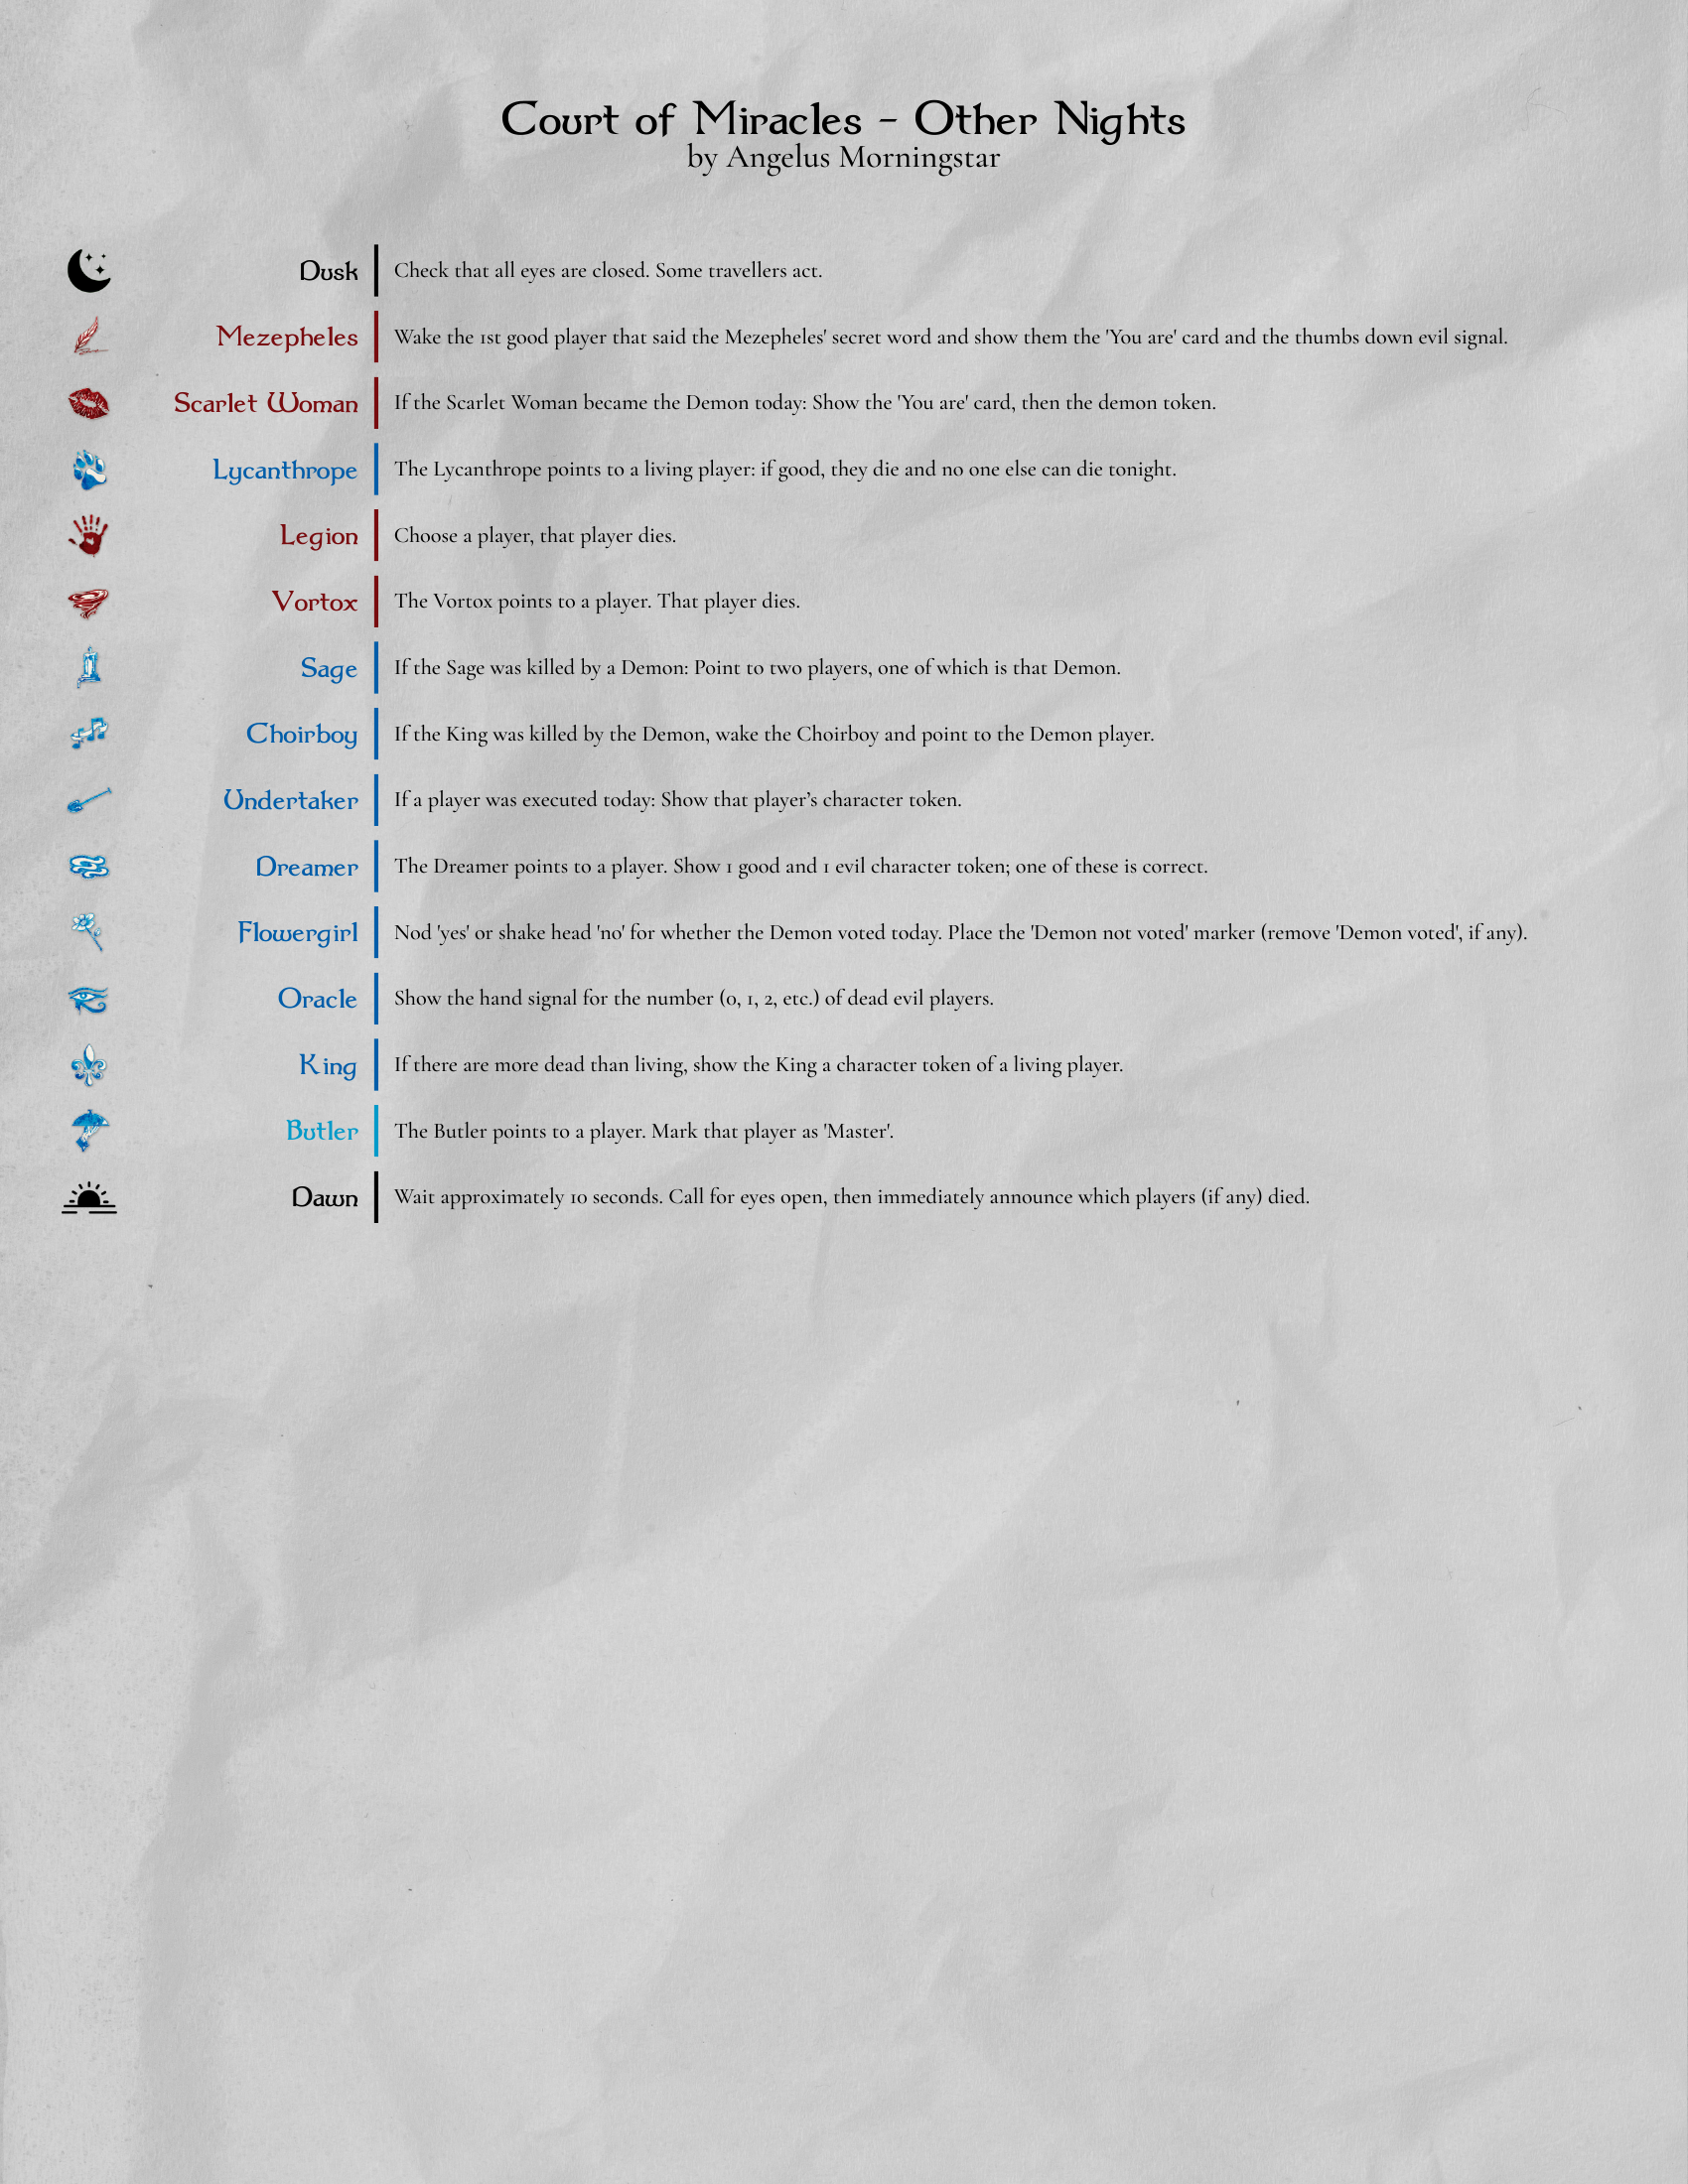 Court of Miracles - Other Nights
by Angelus Morningstar
Dusk Check that all eyes are closed. Some travellers act.
Mezepheles Wake the 1st good player that said the Mezepheles' secret word and show them the 'You are' card and the thumbs down evil signal.
Scarlet Woman If the Scarlet Woman became the Demon today: Show the 'You are' card, then the demon token.
Lycanthrope The Lycanthrope points to a living player: if good, they die and no one else can die tonight.
Legion Choose a player, that player dies.
Vortox The Vortox points to a player. That player dies.
Sage If the Sage was killed by a Demon: Point to two players, one of which is that Demon.
Choirboy If the King was killed by the Demon, wake the Choirboy and point to the Demon player.
Undertaker If a player was executed today: Show that player’s character token.
Dreamer The Dreamer points to a player. Show 1 good and 1 evil character token; one of these is correct.
Flowergirl Nod 'yes' or shake head 'no' for whether the Demon voted today. Place the 'Demon not voted' marker (remove 'Demon voted', if any).
Oracle Show the hand signal for the number (0, 1, 2, etc.) of dead evil players.
King If there are more dead than living, show the King a character token of a living player.
Butler The Butler points to a player. Mark that player as 'Master'.
Dawn Wait approximately 10 seconds. Call for eyes open, then immediately announce which players (if any) died.